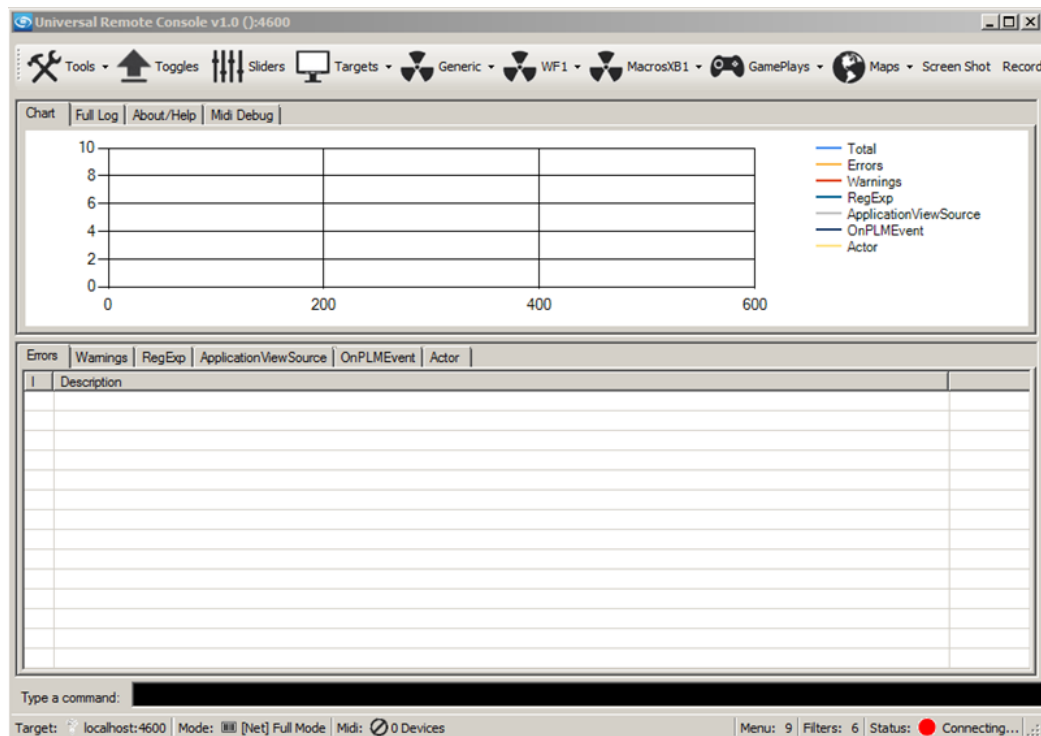 Universal Remote Console v1.0 ():4600
Tools Toggles Sliders Targets Generic WF1 MacrosXB1 GamePlays Maps Screen Shot Record
Chart Full Log About/Help Midi Debug
10
8
6
4
2
0
0 200 400 600
Total
Errors
Warnings
RegExp
ApplicationViewSource
OnPLMEvent
Actor
Errors Warnings RegExp ApplicationViewSource OnPLMEvent Actor
I Description
Type a command:
Target: localhost:4600 Mode: [Net] Full Mode Midi: 0 Devices Menu: 9 Filters: 6 Status: Connecting...